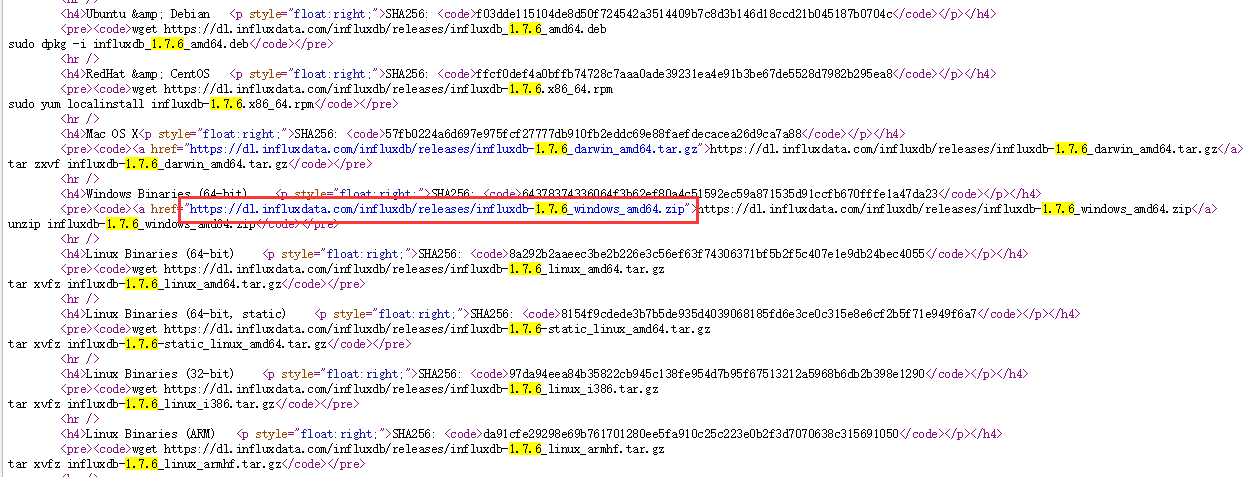 <h4>Ubuntu &amp; Debian   <p style="float:right;">SHA256: <code>f03dde115104de8d50f724542a3514409b7c8d3b146d18ccd21b045187b0704c</code></p></h4>
<pre><code>wget https://dl.influxdata.com/influxdb/releases/influxdb_1.7.6_amd64.deb
sudo dpkg -i influxdb_1.7.6_amd64.deb</code></pre>
<hr />
<h4>RedHat &amp; CentOS   <p style="float:right;">SHA256: <code>ffcf0def4a0bffb74728c7aaa0ade39231ea4e91b3be67de5528d7982b295ea8</code></p></h4>
<pre><code>wget https://dl.influxdata.com/influxdb/releases/influxdb-1.7.6.x86_64.rpm
sudo yum localinstall influxdb-1.7.6.x86_64.rpm</code></pre>
<hr />
<h4>Mac OS X<p style="float:right;">SHA256: <code>57fb0224a6d697e975fcf27777db910fb2eddc69e88faefdecacea26d9ca7a88</code></p></h4>
<pre><code><a href="https://dl.influxdata.com/influxdb/releases/influxdb-1.7.6_darwin_amd64.tar.gz">https://dl.influxdata.com/influxdb/releases/influxdb-1.7.6_darwin_amd64.tar.gz</a>
tar zxvf influxdb-1.7.6_darwin_amd64.tar.gz</code></pre>
<hr />
<h4>Windows Binaries (64-bit)    <p style="float:right;">SHA256: <code>64378374336064f3b62ef80a4c51592ec59a871535d91ccfb670fffe1a47da23</code></p></h4>
<pre><code><a href="https://dl.influxdata.com/influxdb/releases/influxdb-1.7.6_windows_amd64.zip">https://dl.influxdata.com/influxdb/releases/influxdb-1.7.6_windows_amd64.zip</a>
unzip influxdb-1.7.6_windows_amd64.zip</code></pre>
<hr />
<h4>Linux Binaries (64-bit)    <p style="float:right;">SHA256: <code>8a292b2aaeec3be2b226e3c56ef63f74306371bf5b2f5c407e1e9db24bec4055</code></p></h4>
<pre><code>wget https://dl.influxdata.com/influxdb/releases/influxdb-1.7.6_linux_amd64.tar.gz
tar xvfz influxdb-1.7.6_linux_amd64.tar.gz</code></pre>
<hr />
<h4>Linux Binaries (64-bit, static)    <p style="float:right;">SHA256: <code>8154f9cdede3b7b5de935d4039068185fd6e3ce0c315e8e6cf2b5f71e949f6a7</code></p></h4>
<pre><code>wget https://dl.influxdata.com/influxdb/releases/influxdb-1.7.6-static_linux_amd64.tar.gz
tar xvfz influxdb-1.7.6-static_linux_amd64.tar.gz</code></pre>
<hr />
<h4>Linux Binaries (32-bit)    <p style="float:right;">SHA256: <code>97da94eea84b35822cb945c138fe954d7b95f67513212a5968b6db2b398e1290</code></p></h4>
<pre><code>wget https://dl.influxdata.com/influxdb/releases/influxdb-1.7.6_linux_i386.tar.gz
tar xvfz influxdb-1.7.6_linux_i386.tar.gz</code></pre>
<hr />
<h4>Linux Binaries (ARM)   <p style="float:right;">SHA256: <code>da91cfe29298e69b761701280ee5fa910c25c223e0b2f3d7070638c315691050</code></p></h4>
<pre><code>wget https://dl.influxdata.com/influxdb/releases/influxdb-1.7.6_linux_armhf.tar.gz
tar xvfz influxdb-1.7.6_linux_armhf.tar.gz</code></pre>